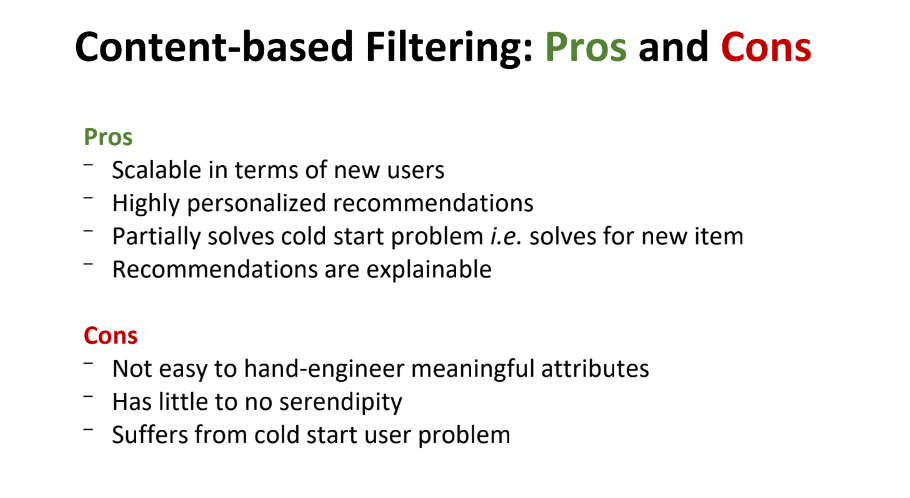 Content-based Filtering: Pros and Cons
Pros
– Scalable in terms of new users
– Highly personalized recommendations
– Partially solves cold start problem i.e. solves for new item
– Recommendations are explainable
Cons
– Not easy to hand-engineer meaningful attributes
– Has little to no serendipity
– Suffers from cold start user problem